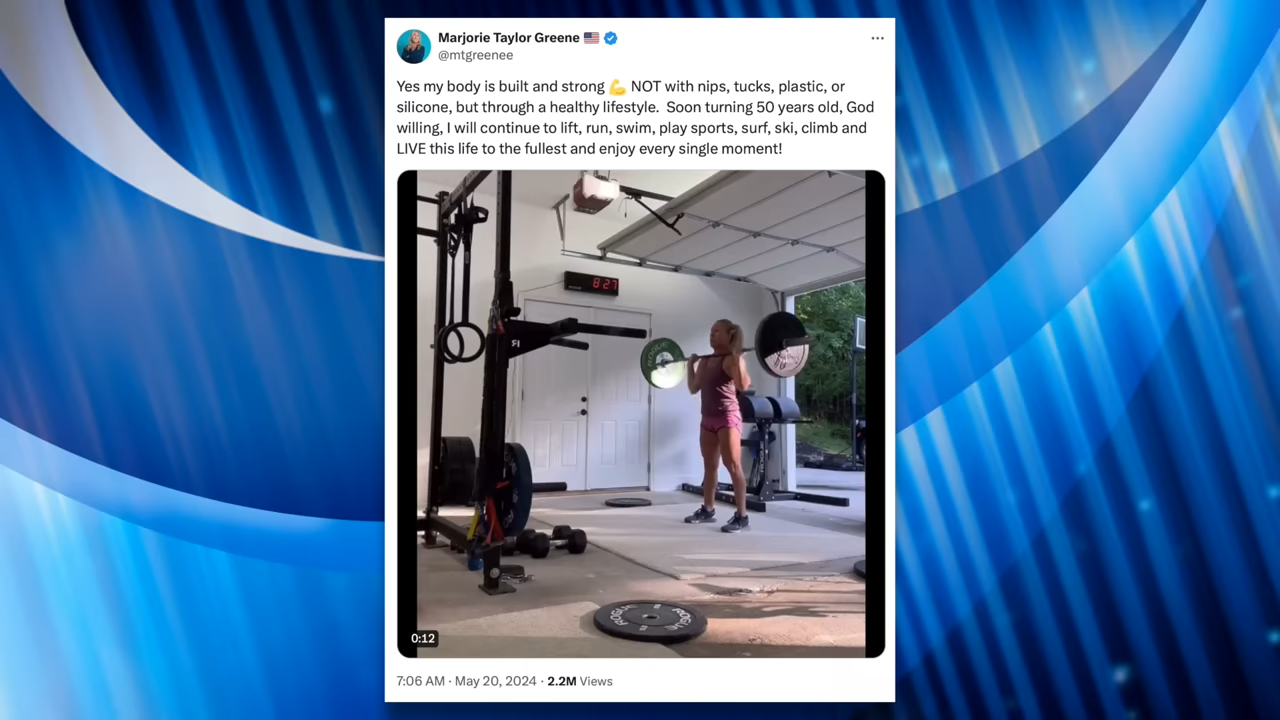 Marjorie Taylor Greene 🇺🇸
@mtgreenee
Yes my body is built and strong 💪 NOT with nips, tucks, plastic, or
silicone, but through a healthy lifestyle. Soon turning 50 years old, God
willing, I will continue to lift, run, swim, play sports, surf, ski, climb and
LIVE this life to the fullest and enjoy every single moment!
8:27
ROGUE
ROGUE
0:12
7:06 AM · May 20, 2024 · 2.2M Views